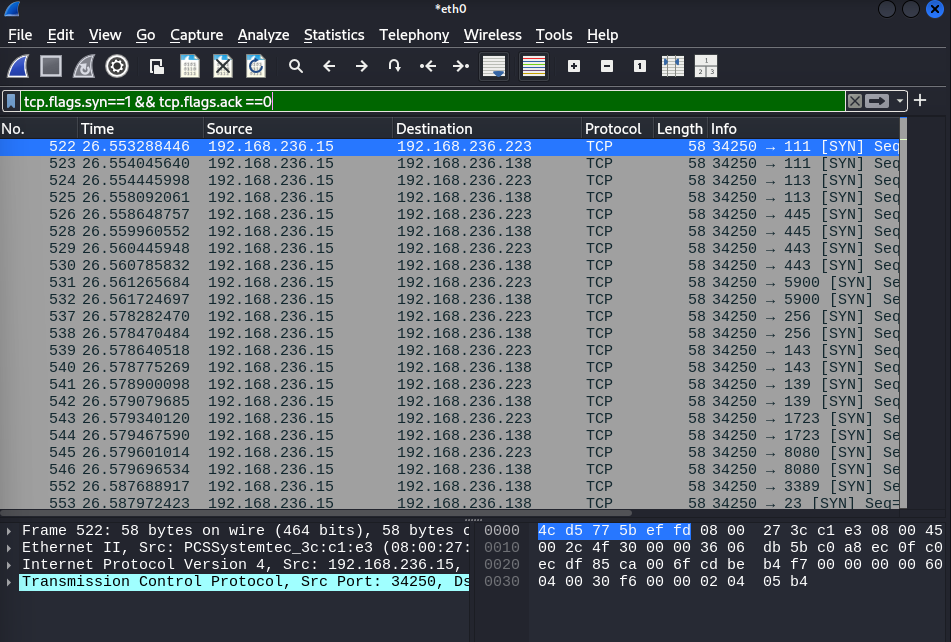 *eth0
File Edit View Go Capture Analyze Statistics Telephony Wireless Tools Help
tcp.flags.syn==1 && tcp.flags.ack ==0
No. Time Source Destination Protocol Length Info
522 26.553288446 192.168.236.15 192.168.236.223 TCP 58 34250 → 111 [SYN] Seq
523 26.554045640 192.168.236.15 192.168.236.138 TCP 58 34250 → 111 [SYN] Seq
524 26.554445998 192.168.236.15 192.168.236.223 TCP 58 34250 → 113 [SYN] Seq
525 26.558092061 192.168.236.15 192.168.236.138 TCP 58 34250 → 113 [SYN] Seq
526 26.558648757 192.168.236.15 192.168.236.223 TCP 58 34250 → 445 [SYN] Seq
528 26.559960552 192.168.236.15 192.168.236.138 TCP 58 34250 → 445 [SYN] Seq
529 26.560445948 192.168.236.15 192.168.236.223 TCP 58 34250 → 443 [SYN] Seq
530 26.560785832 192.168.236.15 192.168.236.138 TCP 58 34250 → 443 [SYN] Seq
531 26.561265684 192.168.236.15 192.168.236.223 TCP 58 34250 → 5900 [SYN] Se
532 26.561724697 192.168.236.15 192.168.236.138 TCP 58 34250 → 5900 [SYN] Se
537 26.578282470 192.168.236.15 192.168.236.223 TCP 58 34250 → 256 [SYN] Seq
538 26.578470484 192.168.236.15 192.168.236.138 TCP 58 34250 → 256 [SYN] Seq
539 26.578640518 192.168.236.15 192.168.236.223 TCP 58 34250 → 143 [SYN] Seq
540 26.578775269 192.168.236.15 192.168.236.138 TCP 58 34250 → 143 [SYN] Seq
541 26.578900098 192.168.236.15 192.168.236.223 TCP 58 34250 → 139 [SYN] Seq
542 26.579079685 192.168.236.15 192.168.236.138 TCP 58 34250 → 139 [SYN] Seq
543 26.579340120 192.168.236.15 192.168.236.223 TCP 58 34250 → 1723 [SYN] Se
544 26.579467590 192.168.236.15 192.168.236.138 TCP 58 34250 → 1723 [SYN] Se
545 26.579601014 192.168.236.15 192.168.236.223 TCP 58 34250 → 8080 [SYN] Se
546 26.579696534 192.168.236.15 192.168.236.138 TCP 58 34250 → 8080 [SYN] Se
552 26.587688917 192.168.236.15 192.168.236.138 TCP 58 34250 → 3389 [SYN] Se
553 26.587972423 192.168.236.15 192.168.236.138 TCP 58 34250 → 23 [SYN] Seq=
Frame 522: 58 bytes on wire (464 bits), 58 bytes c
Ethernet II, Src: PCSSystemtec_3c:c1:e3 (08:00:27:
Internet Protocol Version 4, Src: 192.168.236.15,
Transmission Control Protocol, Src Port: 34250, Ds
0000 4c d5 77 5b ef fd 08 00 27 3c c1 e3 08 00 45
0010 00 2c 4f 30 00 00 36 06 db 5b c0 a8 ec 0f c0
0020 ec df 85 ca 00 6f cd be b4 f7 00 00 00 00 60
0030 04 00 30 f6 00 00 02 04 05 b4